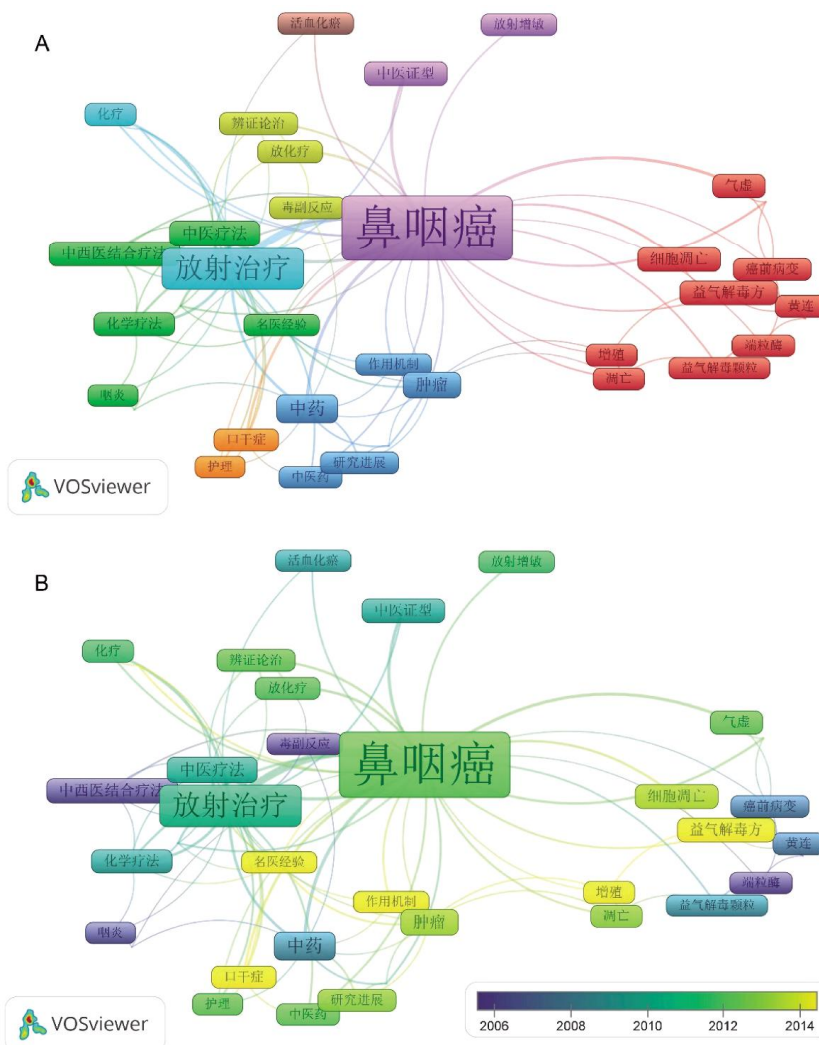 A
活血化瘀
放射增敏
中医证型
化疗
辨证论治
放化疗
气虚
毒副反应
鼻咽癌
中医疗法
中西医结合疗法
放射治疗
细胞凋亡
癌前病变
益气解毒方
黄连
化学疗法
名医经验
端粒酶
作用机制
增殖
益气解毒颗粒
肿瘤
凋亡
咽炎
中药
口干症
护理
研究进展
中医药
VOSviewer
B
活血化瘀
放射增敏
中医证型
化疗
辨证论治
放化疗
气虚
毒副反应
鼻咽癌
中医疗法
中西医结合疗法
放射治疗
细胞凋亡
癌前病变
益气解毒方
黄连
化学疗法
名医经验
端粒酶
作用机制
增殖
益气解毒颗粒
肿瘤
凋亡
咽炎
中药
口干症
护理
研究进展
中医药
VOSviewer
2006 2008 2010 2012 2014